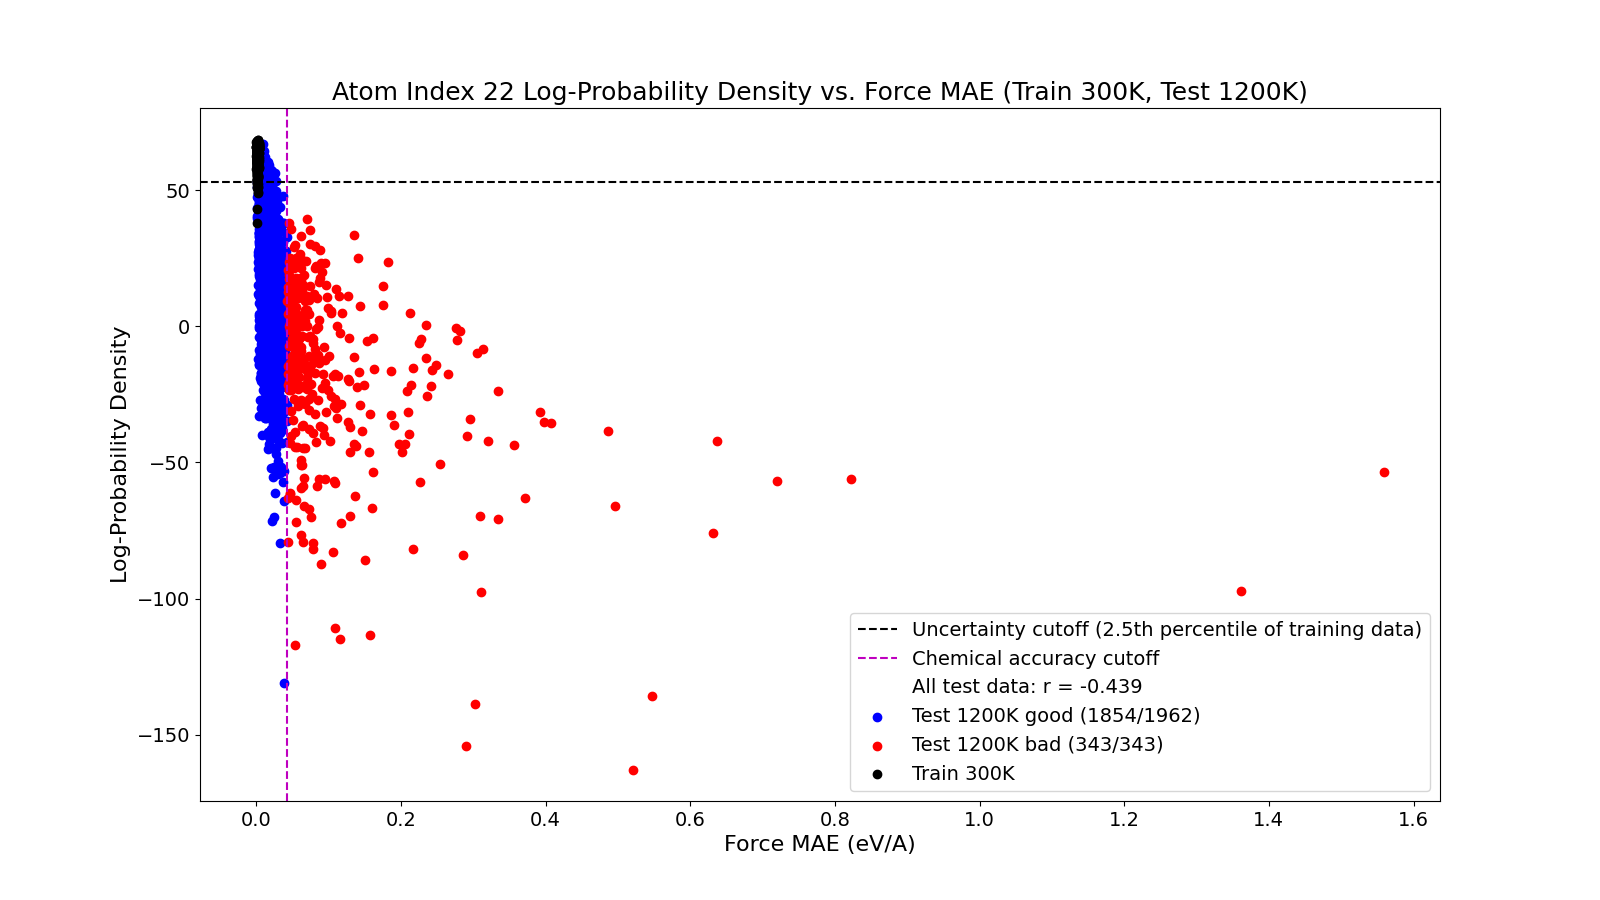 Atom Index 22 Log-Probability Density vs. Force MAE (Train 300K, Test 1200K)
Log-Probability Density
50
0
−50
−100
−150
Uncertainty cutoff (2.5th percentile of training data)
Chemical accuracy cutoff
All test data: r = -0.439
Test 1200K good (1854/1962)
Test 1200K bad (343/343)
Train 300K
0.0 0.2 0.4 0.6 0.8 1.0 1.2 1.4 1.6
Force MAE (eV/A)